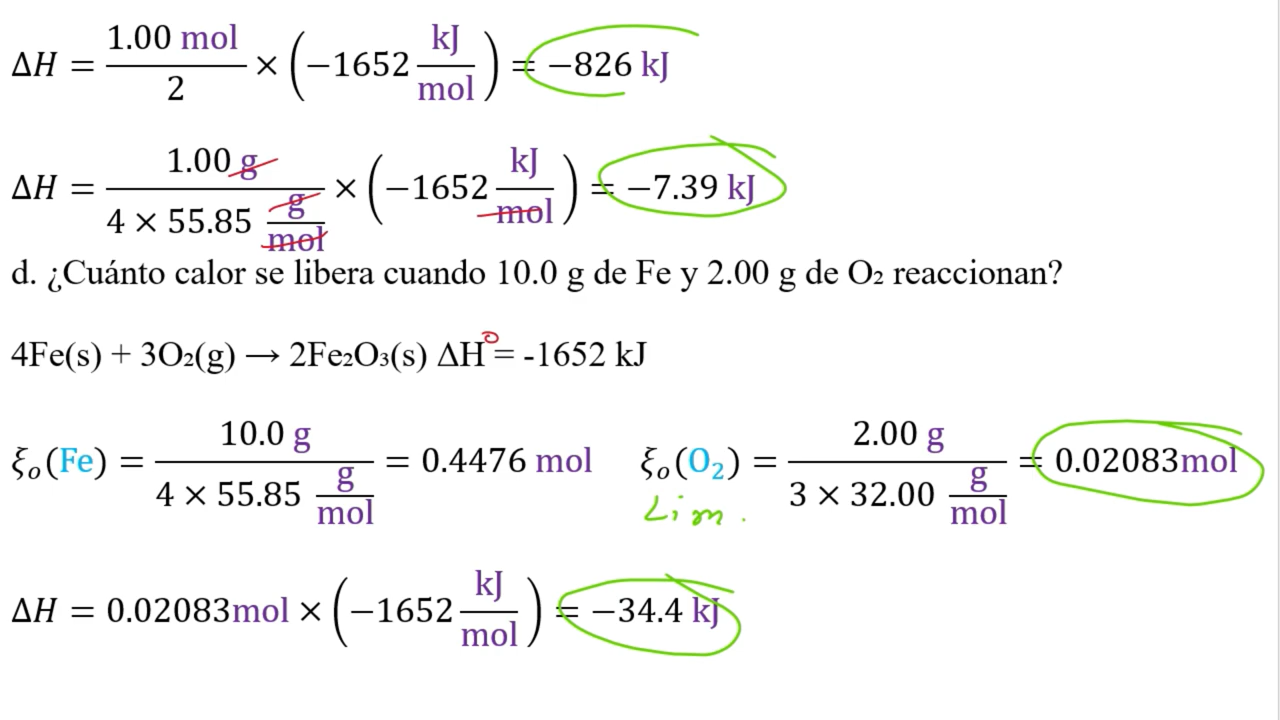 ΔH = 1.00 mol / 2 × (−1652 kJ/mol) = −826 kJ
ΔH = 1.00 g / (4 × 55.85 g/mol) × (−1652 kJ/mol) = −7.39 kJ
d. ¿Cuánto calor se libera cuando 10.0 g de Fe y 2.00 g de O₂ reaccionan?
4Fe(s) + 3O₂(g) → 2Fe₂O₃(s) ΔH° = -1652 kJ
ξₒ(Fe) = 10.0 g / (4 × 55.85 g/mol) = 0.4476 mol ξₒ(O₂) = 2.00 g / (3 × 32.00 g/mol) = 0.02083mol
Lim.
ΔH = 0.02083mol × (−1652 kJ/mol) = −34.4 kJ